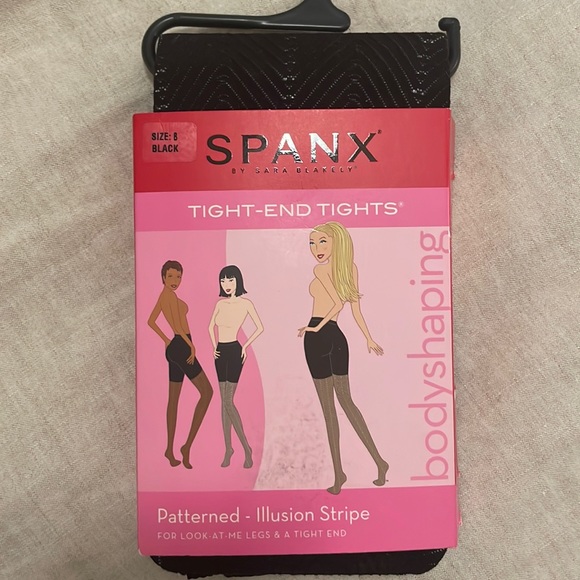 SIZE: 8
BLACK
SPANX®
BY SARA BLAKELY®
TIGHT-END TIGHTS®
bodyshaping
Patterned - Illusion Stripe
FOR LOOK-AT-ME LEGS & A TIGHT END